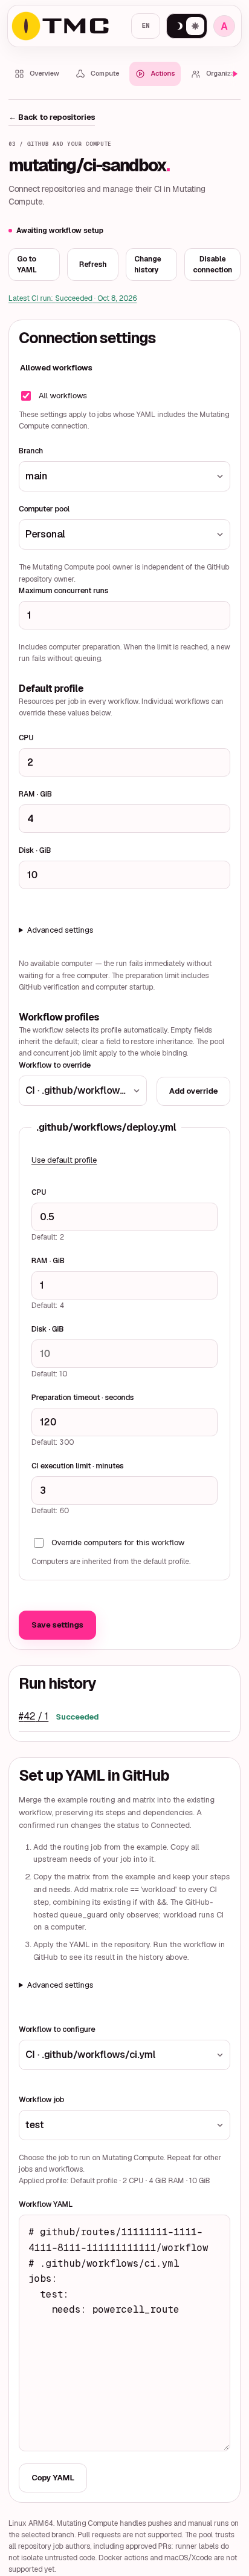 TMC
EN
A
Overview
Compute
Actions
Organiz
← Back to repositories
03 / GITHUB AND YOUR COMPUTE
mutating/ci-sandbox.
Connect repositories and manage their CI in Mutating
Compute.
Awaiting workflow setup
Go to
YAML
Refresh
Change
history
Disable
connection
Latest CI run: Succeeded · Oct 8, 2026
Connection settings
Allowed workflows
All workflows
These settings apply to jobs whose YAML includes the Mutating
Compute connection.
Branch
main
Computer pool
Personal
The Mutating Compute pool owner is independent of the GitHub
repository owner.
Maximum concurrent runs
1
Includes computer preparation. When the limit is reached, a new
run fails without queuing.
Default profile
Resources per job in every workflow. Individual workflows can
override these values below.
CPU
2
RAM · GiB
4
Disk · GiB
10
Advanced settings
No available computer — the run fails immediately without
waiting for a free computer. The preparation limit includes
GitHub verification and computer startup.
Workflow profiles
The workflow selects its profile automatically. Empty fields
inherit the default; clear a field to restore inheritance. The pool
and concurrent job limit apply to the whole binding.
Workflow to override
CI · .github/workflow...
Add override
.github/workflows/deploy.yml
Use default profile
CPU
0.5
Default: 2
RAM · GiB
1
Default: 4
Disk · GiB
10
Default: 10
Preparation timeout · seconds
120
Default: 300
CI execution limit · minutes
3
Default: 60
Override computers for this workflow
Computers are inherited from the default profile.
Save settings
Run history
#42 / 1
Succeeded
Set up YAML in GitHub
Merge the example routing and matrix into the existing
workflow, preserving its steps and dependencies. A
confirmed run changes the status to Connected.
1. Add the routing job from the example. Copy all
upstream needs of your job into it.
2. Copy the matrix from the example and keep your steps
and needs. Add matrix.role == 'workload' to every CI
step, combining its existing if with &&. The GitHub-
hosted queue_guard only observes; workload runs CI
on a computer.
3. Apply the YAML in the repository. Run the workflow in
GitHub to see its result in the history above.
Advanced settings
Workflow to configure
CI · .github/workflows/ci.yml
Workflow job
test
Choose the job to run on Mutating Compute. Repeat for other
jobs and workflows.
Applied profile: Default profile · 2 CPU · 4 GiB RAM · 10 GiB
Workflow YAML
# github/routes/11111111-1111-
4111-8111-111111111111/workflow
# .github/workflows/ci.yml
jobs:
test:
needs: powercell_route
Copy YAML
Linux ARM64. Mutating Compute handles pushes and manual runs on
the selected branch. Pull requests are not supported. The pool trusts
all repository job authors, including approved PRs: runner labels do
not isolate untrusted code. Docker actions and macOS/Xcode are not
supported yet.